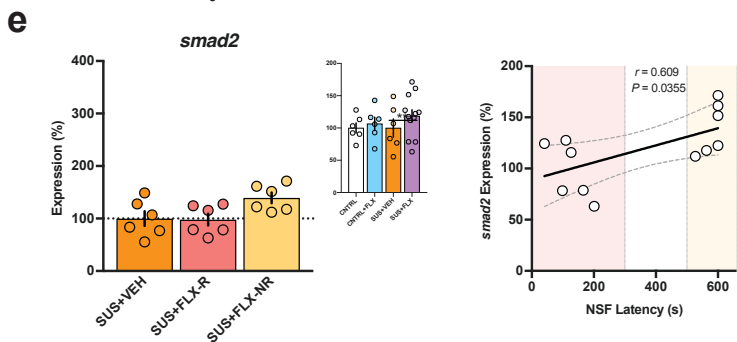 e
smad2
Expression (%)
400
300
200
100
0
SUS+VEH
SUS+FLX-R
SUS+FLX-NR
200
150
100
50
0
*
CNTRL
CNTRL+FLX
SUS+VEH
SUS+FLX
smad2 Expression (%)
200
150
100
50
0
r = 0.609
P = 0.0355
0
200
400
600
NSF Latency (s)